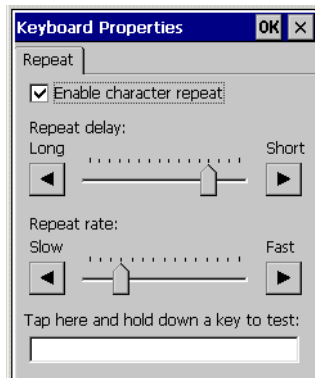 Keyboard Properties OK ×
Repeat
Enable character repeat
Repeat delay:
Long Short
Repeat rate:
Slow Fast
Tap here and hold down a key to test: